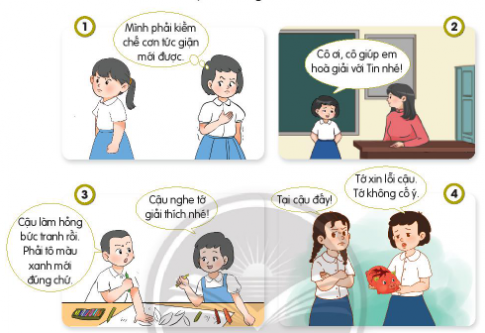 1
Mình phải kiềm
chế cơn tức giận
mới được.
2
Cô ơi, cô giúp em
hoà giải với Tin nhé!
3
Cậu làm hỏng
bức tranh rồi.
Phải tô màu
xanh mới
đúng chứ.
Cậu nghe tớ
giải thích nhé!
4
Tại cậu đấy!
Tớ xin lỗi cậu.
Tớ không cố ý.